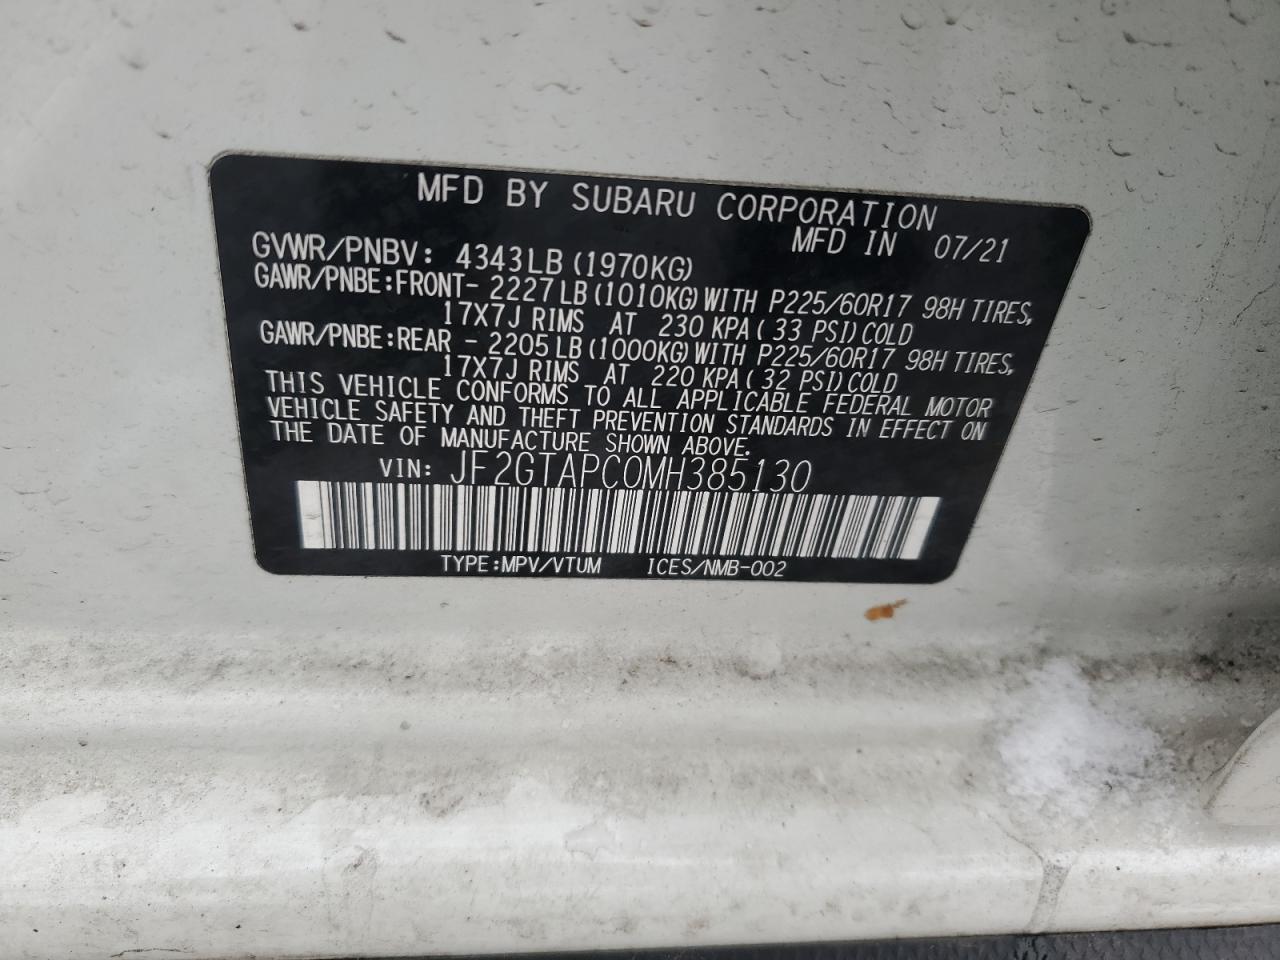 MFD BY SUBARU CORPORATION
MFD IN 07/21
GVWR/PNBV: 4343LB (1970KG)
GAWR/PNBE:FRONT- 2227LB (1010KG) WITH P225/60R17 98H TIRES,
17X7J RIMS AT 230 KPA ( 33 PSI) COLD
GAWR/PNBE:REAR - 2205LB (1000KG) WITH P225/60R17 98H TIRES,
17X7J RIMS AT 220 KPA ( 32 PSI) COLD
THIS VEHICLE CONFORMS TO ALL APPLICABLE FEDERAL MOTOR
VEHICLE SAFETY AND THEFT PREVENTION STANDARDS IN EFFECT ON
THE DATE OF MANUFACTURE SHOWN ABOVE.
VIN: JF2GTAPC0MH385130
TYPE:MPV/VTUM ICES/NMB-002